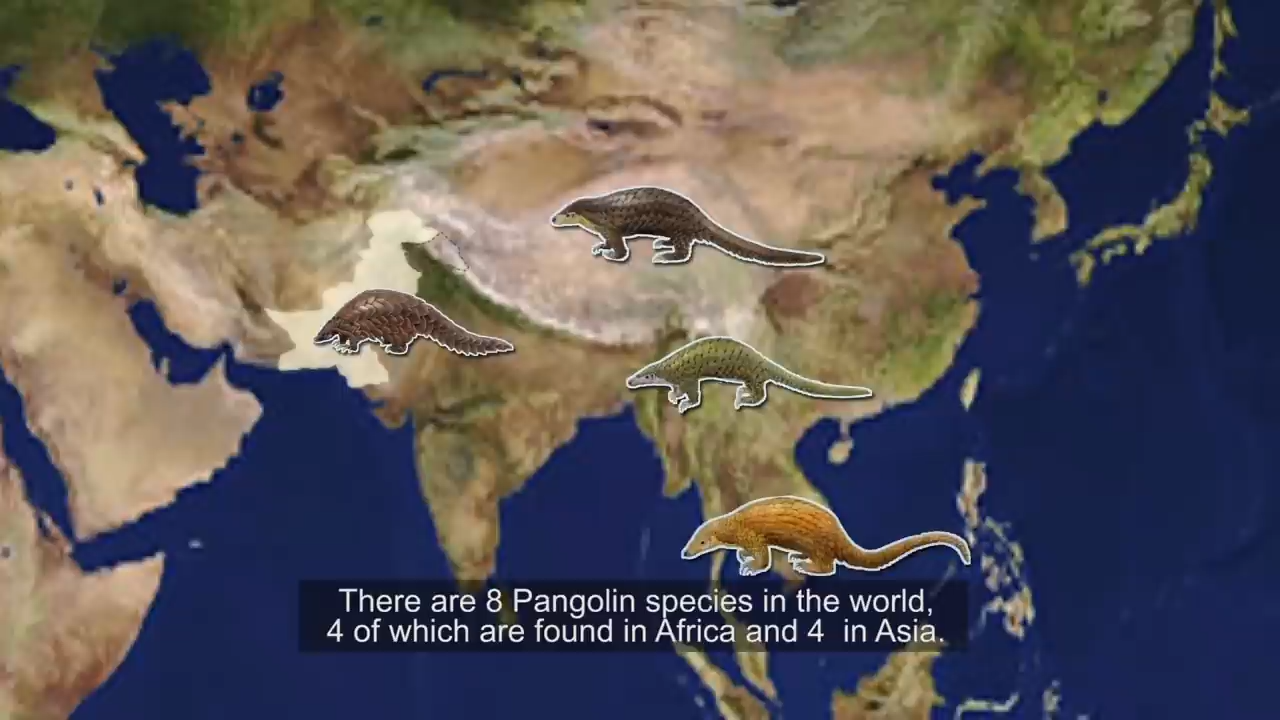 There are 8 Pangolin species in the world,
4 of which are found in Africa and 4  in Asia.